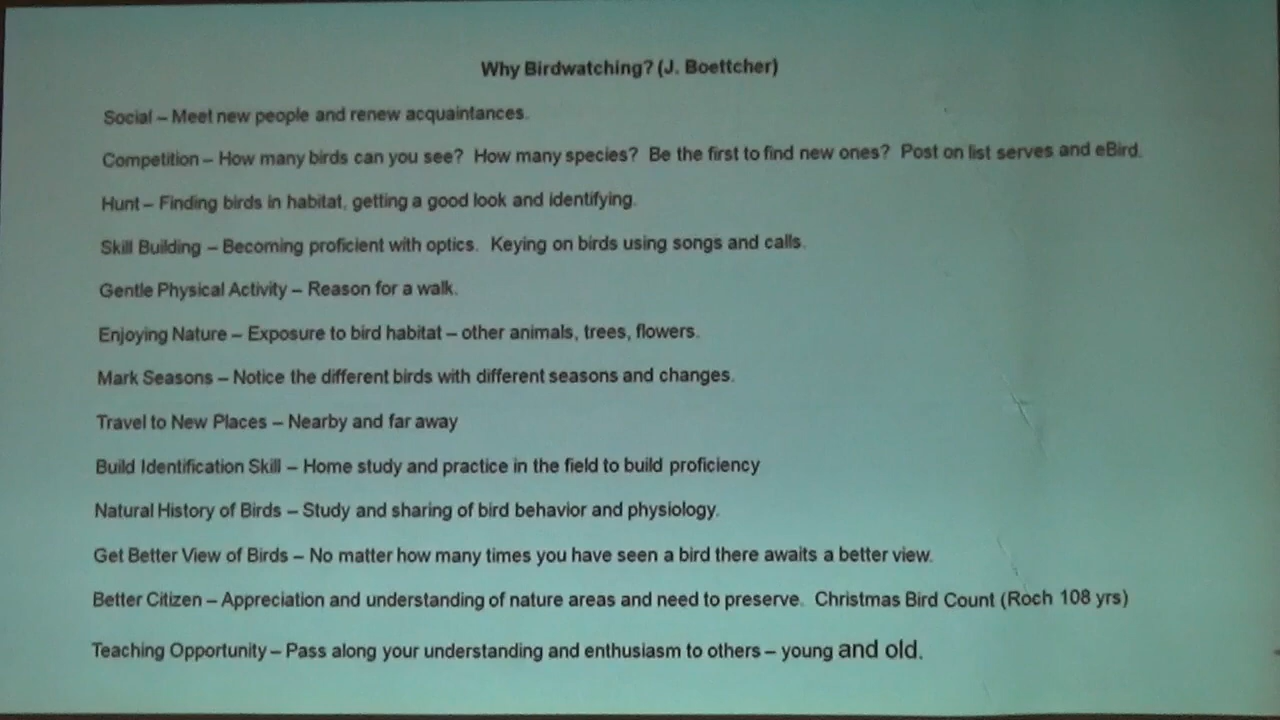 Why Birdwatching? (J. Boettcher)
Social – Meet new people and renew acquaintances.
Competition – How many birds can you see?  How many species?  Be the first to find new ones?  Post on list serves and eBird.
Hunt – Finding birds in habitat, getting a good look and identifying.
Skill Building – Becoming proficient with optics.  Keying on birds using songs and calls.
Gentle Physical Activity – Reason for a walk.
Enjoying Nature – Exposure to bird habitat – other animals, trees, flowers.
Mark Seasons – Notice the different birds with different seasons and changes.
Travel to New Places – Nearby and far away
Build Identification Skill – Home study and practice in the field to build proficiency
Natural History of Birds – Study and sharing of bird behavior and physiology.
Get Better View of Birds – No matter how many times you have seen a bird there awaits a better view.
Better Citizen – Appreciation and understanding of nature areas and need to preserve.  Christmas Bird Count (Roch 108 yrs)
Teaching Opportunity – Pass along your understanding and enthusiasm to others – young and old.